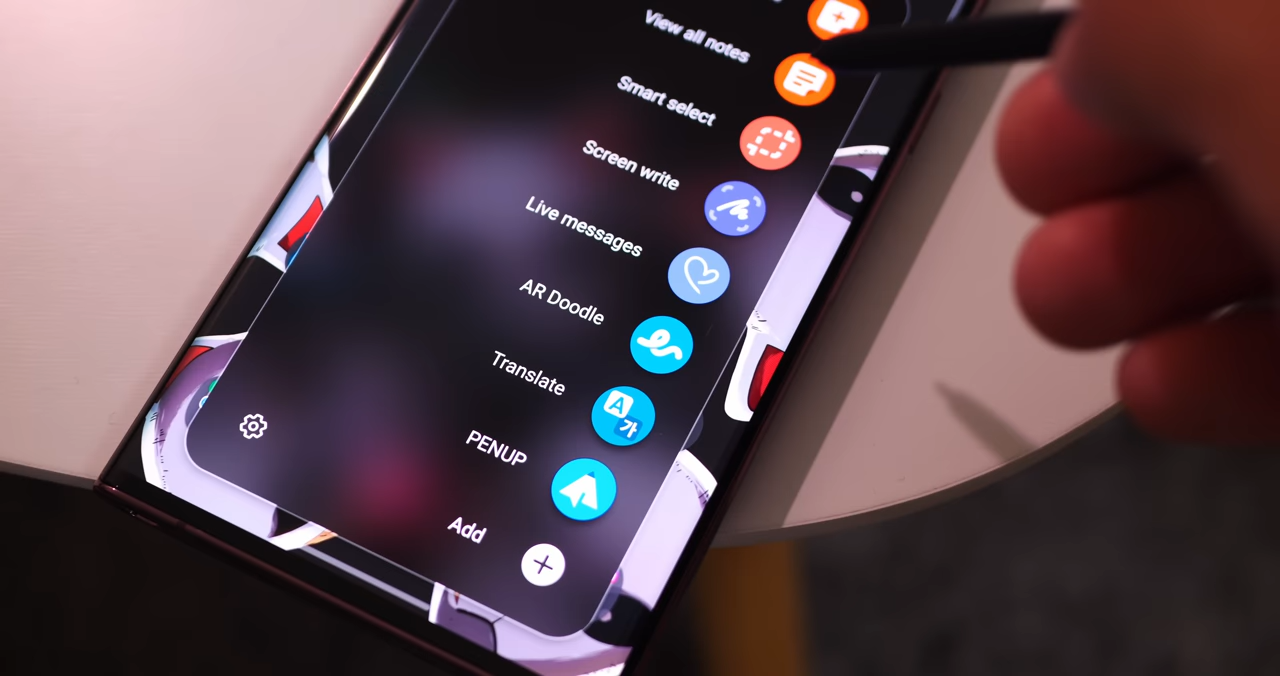 View all notes
Smart select
Screen write
Live messages
AR Doodle
Translate
A
가
PENUP
Add